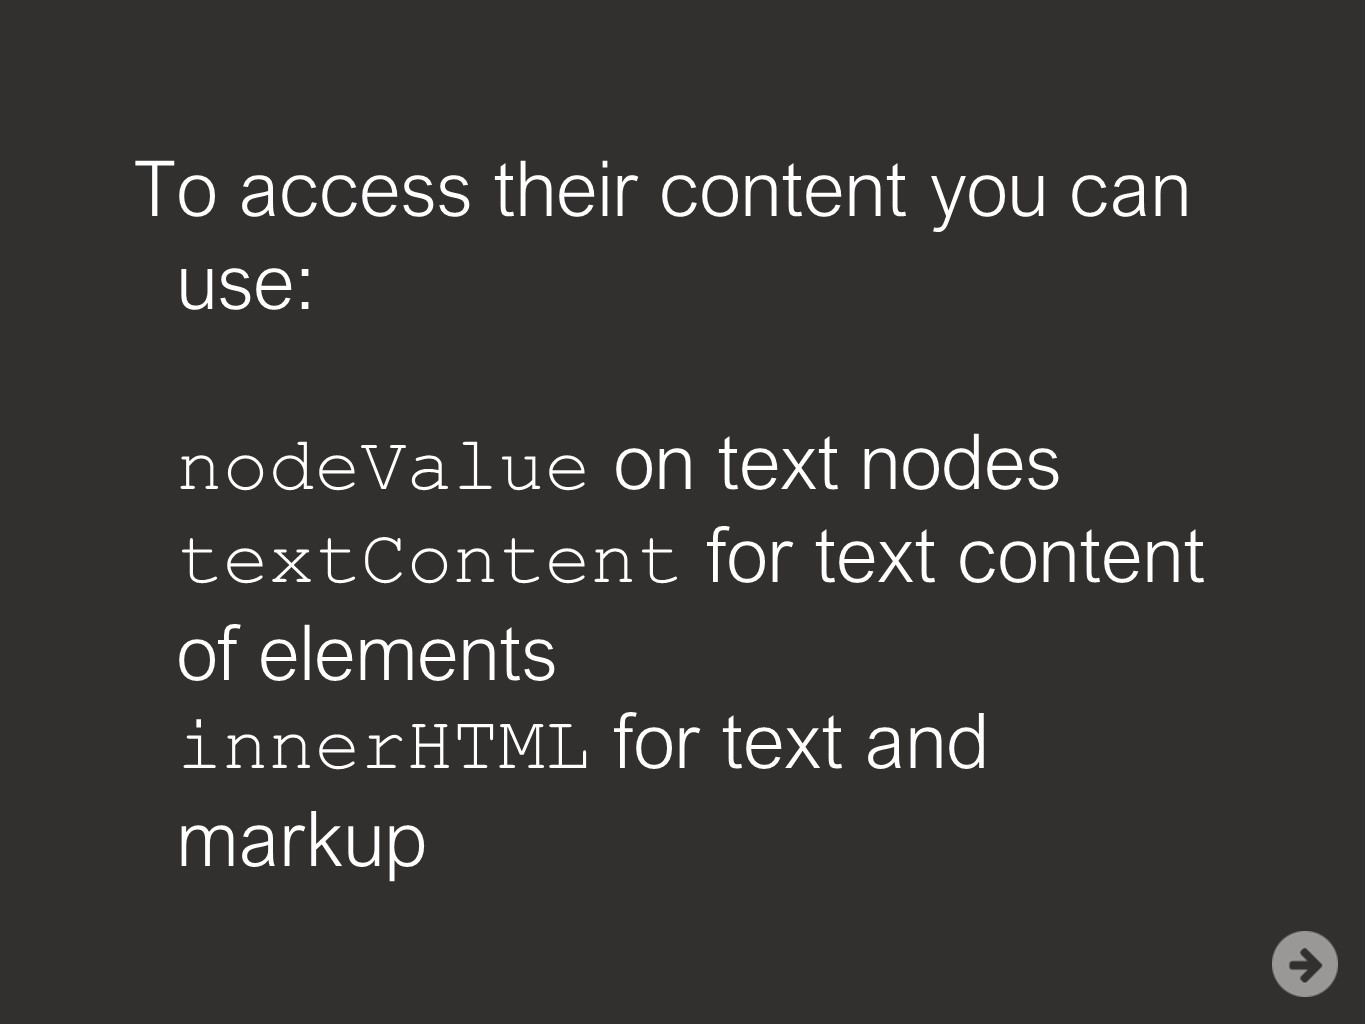 To access their content you can
use:
nodeValue on text nodes
textContent for text content
of elements
innerHTML for text and
markup